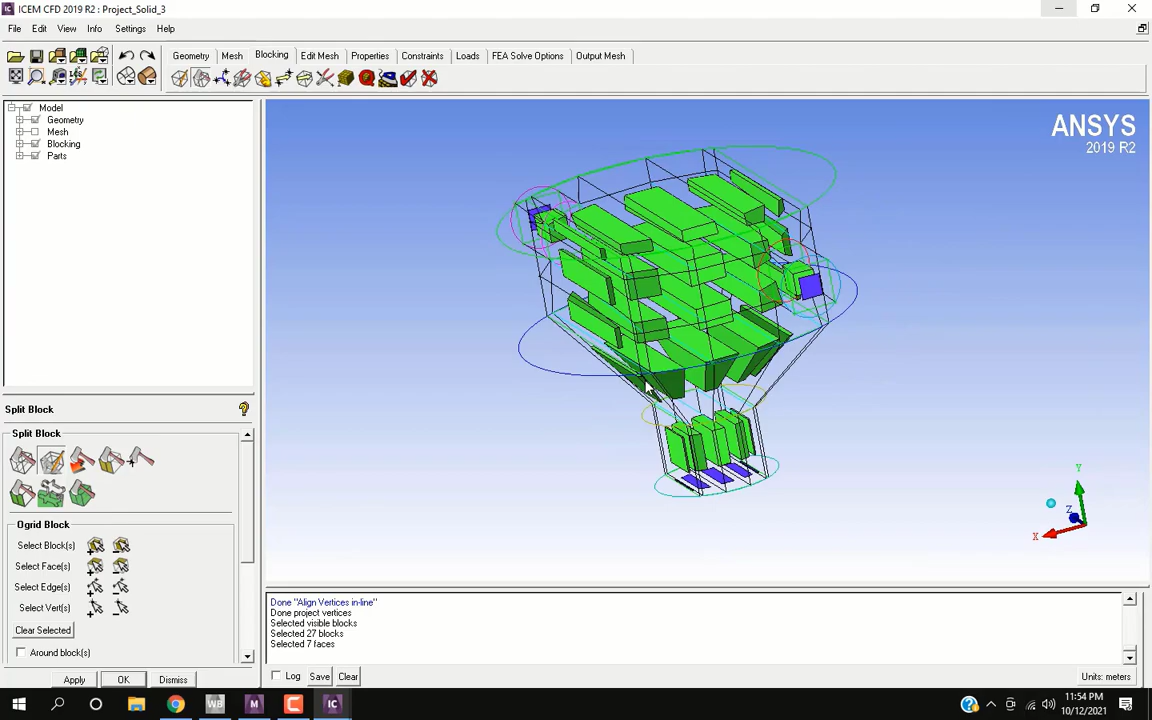 ICEM CFD 2019 R2 : Project_Solid_3
File Edit View Info Settings Help
Geometry Mesh Blocking Edit Mesh Properties Constraints Loads FEA Solve Options Output Mesh
Model
Geometry
Mesh
Blocking
Parts
ANSYS
2019 R2
Split Block
Split Block
Ogrid Block
Select Block(s)
Select Face(s)
Select Edge(s)
Select Vert(s)
Clear Selected
Around block(s)
Apply OK Dismiss
Y
Z
X
Done "Align Vertices in-line"
Done project vertices
Selected visible blocks
Selected 27 blocks
Selected 7 faces
Log Save Clear
Units: meters
WB M IC
11:54 PM
10/12/2021